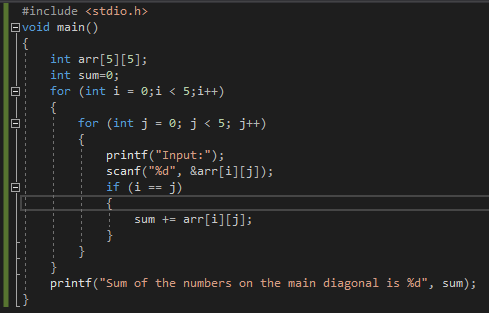 #include <stdio.h>
void main()
{
    int arr[5][5];
    int sum=0;
    for (int i = 0;i < 5;i++)
    {
        for (int j = 0; j < 5; j++)
        {
            printf("Input:");
            scanf("%d", &arr[i][j]);
            if (i == j)
            {
                sum += arr[i][j];
            }
        }
    }
    printf("Sum of the numbers on the main diagonal is %d", sum);
}